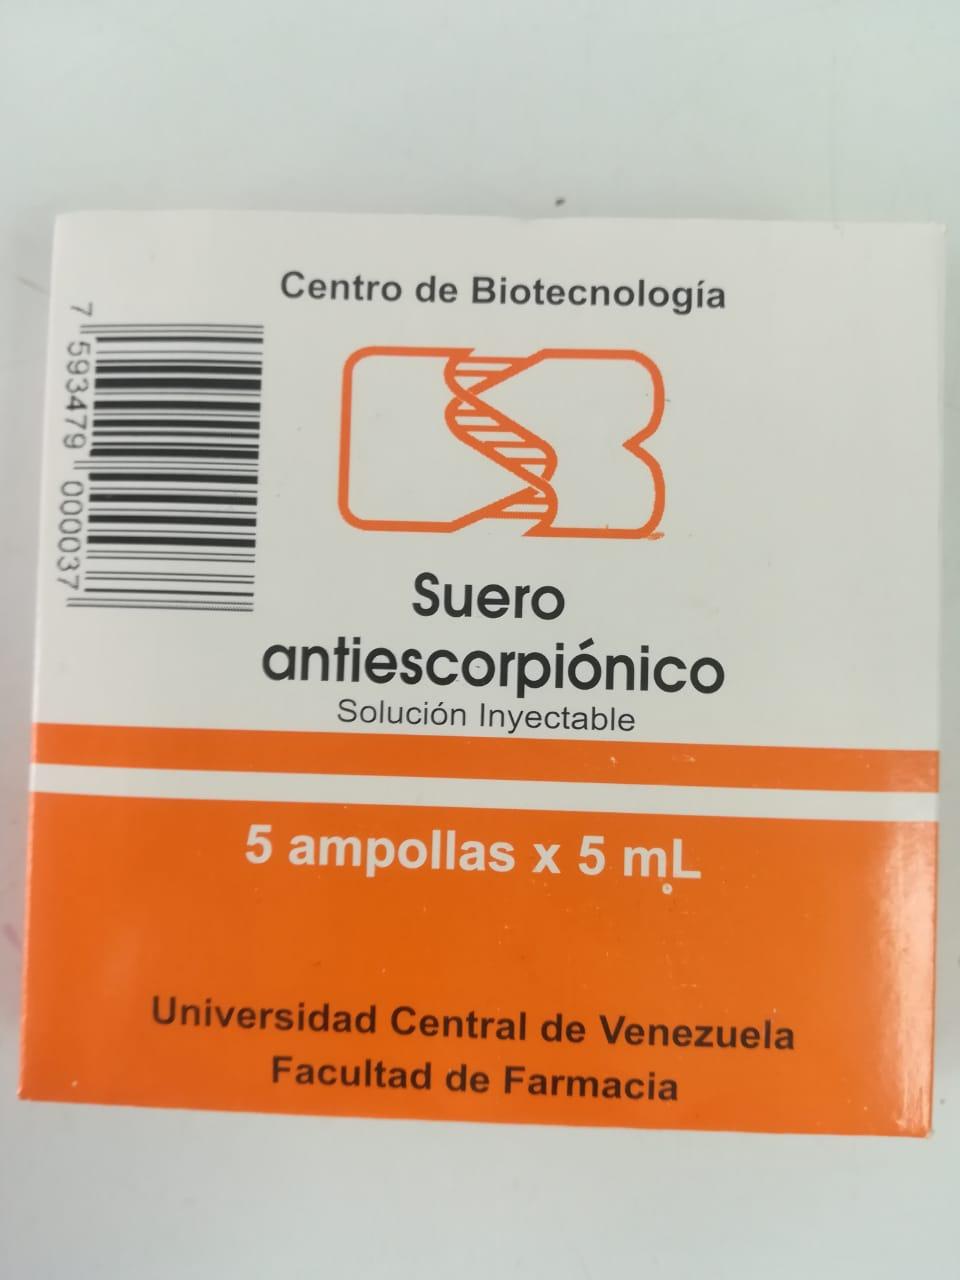 Centro de Biotecnología
7 593479 000037
Suero
antiescorpiónico
Solución Inyectable
5 ampollas x 5 mL
Universidad Central de Venezuela
Facultad de Farmacia